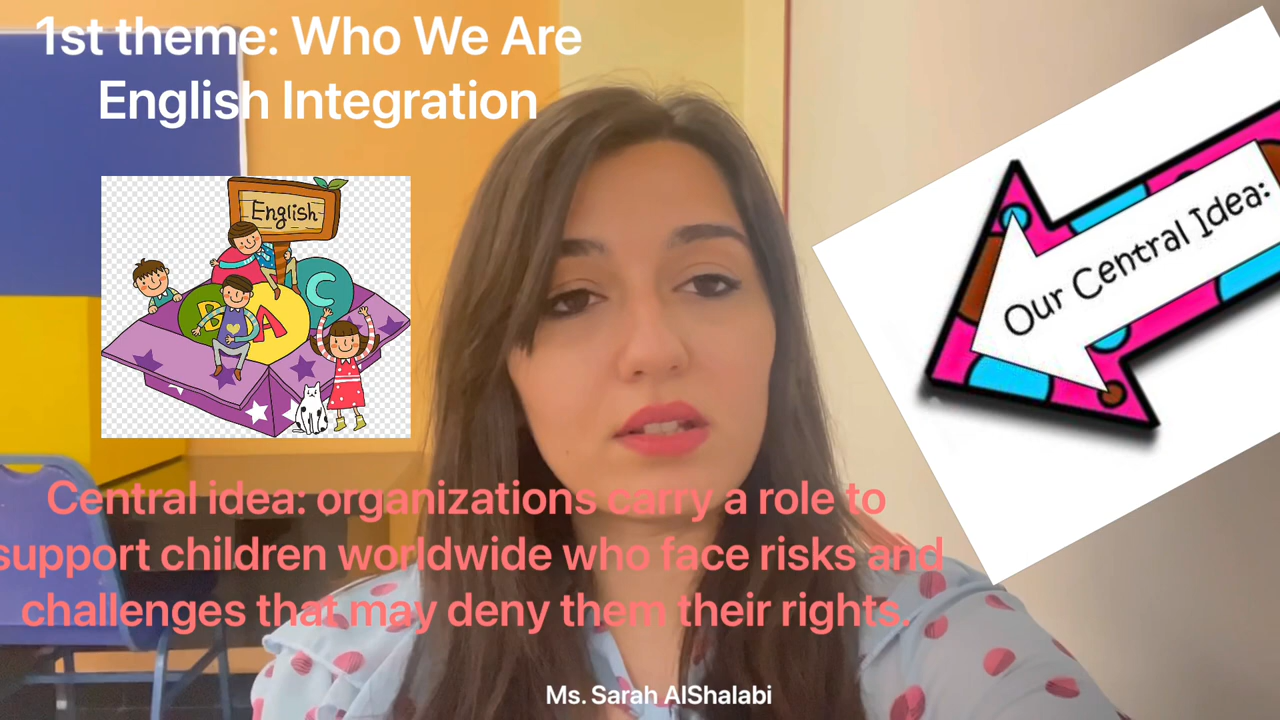 1st theme: Who We Are
English Integration
English
B
A
C
Our Central Idea:
Central idea: organizations carry a role to
support children worldwide who face risks and
challenges that may deny them their rights.
Ms. Sarah AlShalabi